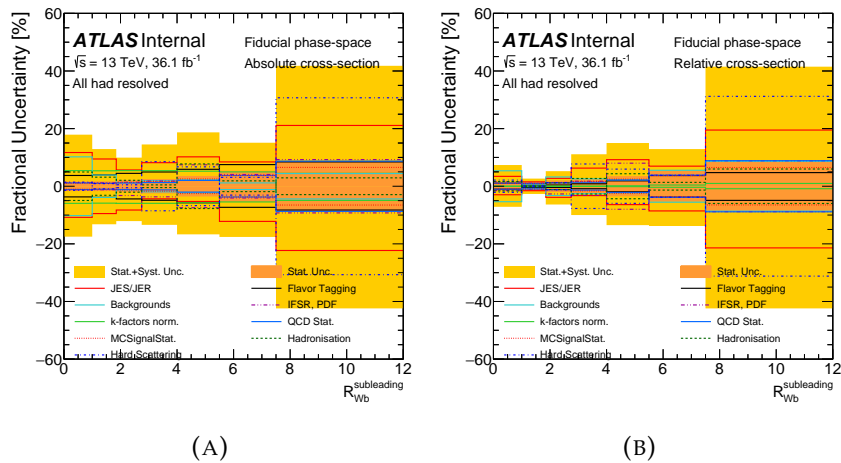 Fractional Uncertainty [%]
60
40
20
0
−20
−40
−60
ATLAS Internal
√s = 13 TeV, 36.1 fb-1
All had resolved
Fiducial phase-space
Absolute cross-section
Stat.+Syst. Unc.
Stat. Unc.
JES/JER
Flavor Tagging
Backgrounds
IFSR, PDF
k-factors norm.
QCD Stat.
MCSignalStat.
Hadronisation
Hard Scattering
0 2 4 6 8 10 12
R Wb subleading
(A)
Fractional Uncertainty [%]
60
40
20
0
−20
−40
−60
ATLAS Internal
√s = 13 TeV, 36.1 fb-1
All had resolved
Fiducial phase-space
Relative cross-section
Stat.+Syst. Unc.
Stat. Unc.
JES/JER
Flavor Tagging
Backgrounds
IFSR, PDF
k-factors norm.
QCD Stat.
MCSignalStat.
Hadronisation
Hard Scattering
0 2 4 6 8 10 12
R Wb subleading
(B)